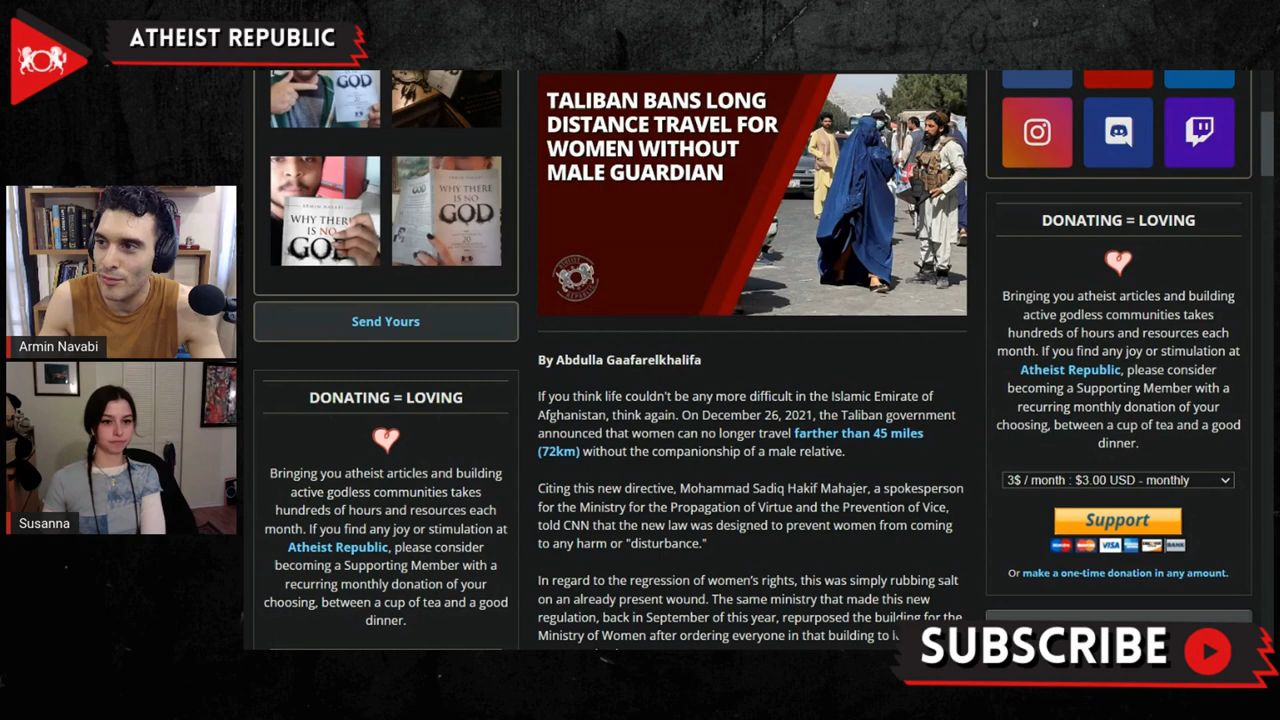 ATHEIST REPUBLIC
Armin Navabi
Susanna
GOD
WHY THERE
IS NO
GOD
WHY THERE
IS NO
GOD
Send Yours
DONATING = LOVING
Bringing you atheist articles and building
active godless communities takes
hundreds of hours and resources each
month. If you find any joy or stimulation at
Atheist Republic, please consider
becoming a Supporting Member with a
recurring monthly donation of your
choosing, between a cup of tea and a good
dinner.
TALIBAN BANS LONG
DISTANCE TRAVEL FOR
WOMEN WITHOUT
MALE GUARDIAN
By Abdulla Gaafarelkhalifa
If you think life couldn't be any more difficult in the Islamic Emirate of
Afghanistan, think again. On December 26, 2021, the Taliban government
announced that women can no longer travel farther than 45 miles
(72km) without the companionship of a male relative.
Citing this new directive, Mohammad Sadiq Hakif Mahajer, a spokesperson
for the Ministry for the Propagation of Virtue and the Prevention of Vice,
told CNN that the new law was designed to prevent women from coming
to any harm or "disturbance."
In regard to the regression of women's rights, this was simply rubbing salt
on an already present wound. The same ministry that made this new
regulation, back in September of this year, repurposed the building for the
Ministry of Women after ordering everyone in that building to
DONATING = LOVING
Bringing you atheist articles and building
active godless communities takes
hundreds of hours and resources each
month. If you find any joy or stimulation at
Atheist Republic, please consider
becoming a Supporting Member with a
recurring monthly donation of your
choosing, between a cup of tea and a good
dinner.
3$ / month : $3.00 USD - monthly
Support
VISA
BANK
Or make a one-time donation in any amount.
SUBSCRIBE